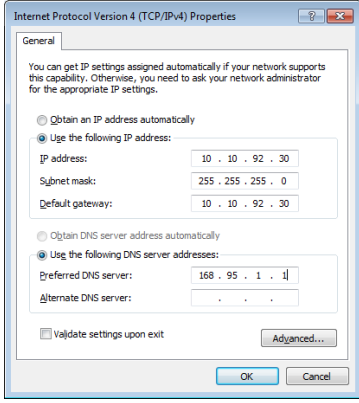 Internet Protocol Version 4 (TCP/IPv4) Properties
General
You can get IP settings assigned automatically if your network supports
this capability. Otherwise, you need to ask your network administrator
for the appropriate IP settings.
Obtain an IP address automatically
Use the following IP address:
IP address: 10 . 10 . 92 . 30
Subnet mask: 255 . 255 . 255 . 0
Default gateway: 10 . 10 . 92 . 30
Obtain DNS server address automatically
Use the following DNS server addresses:
Preferred DNS server: 168 . 95 . 1 . 1
Alternate DNS server: . . .
Validate settings upon exit
Advanced...
OK Cancel